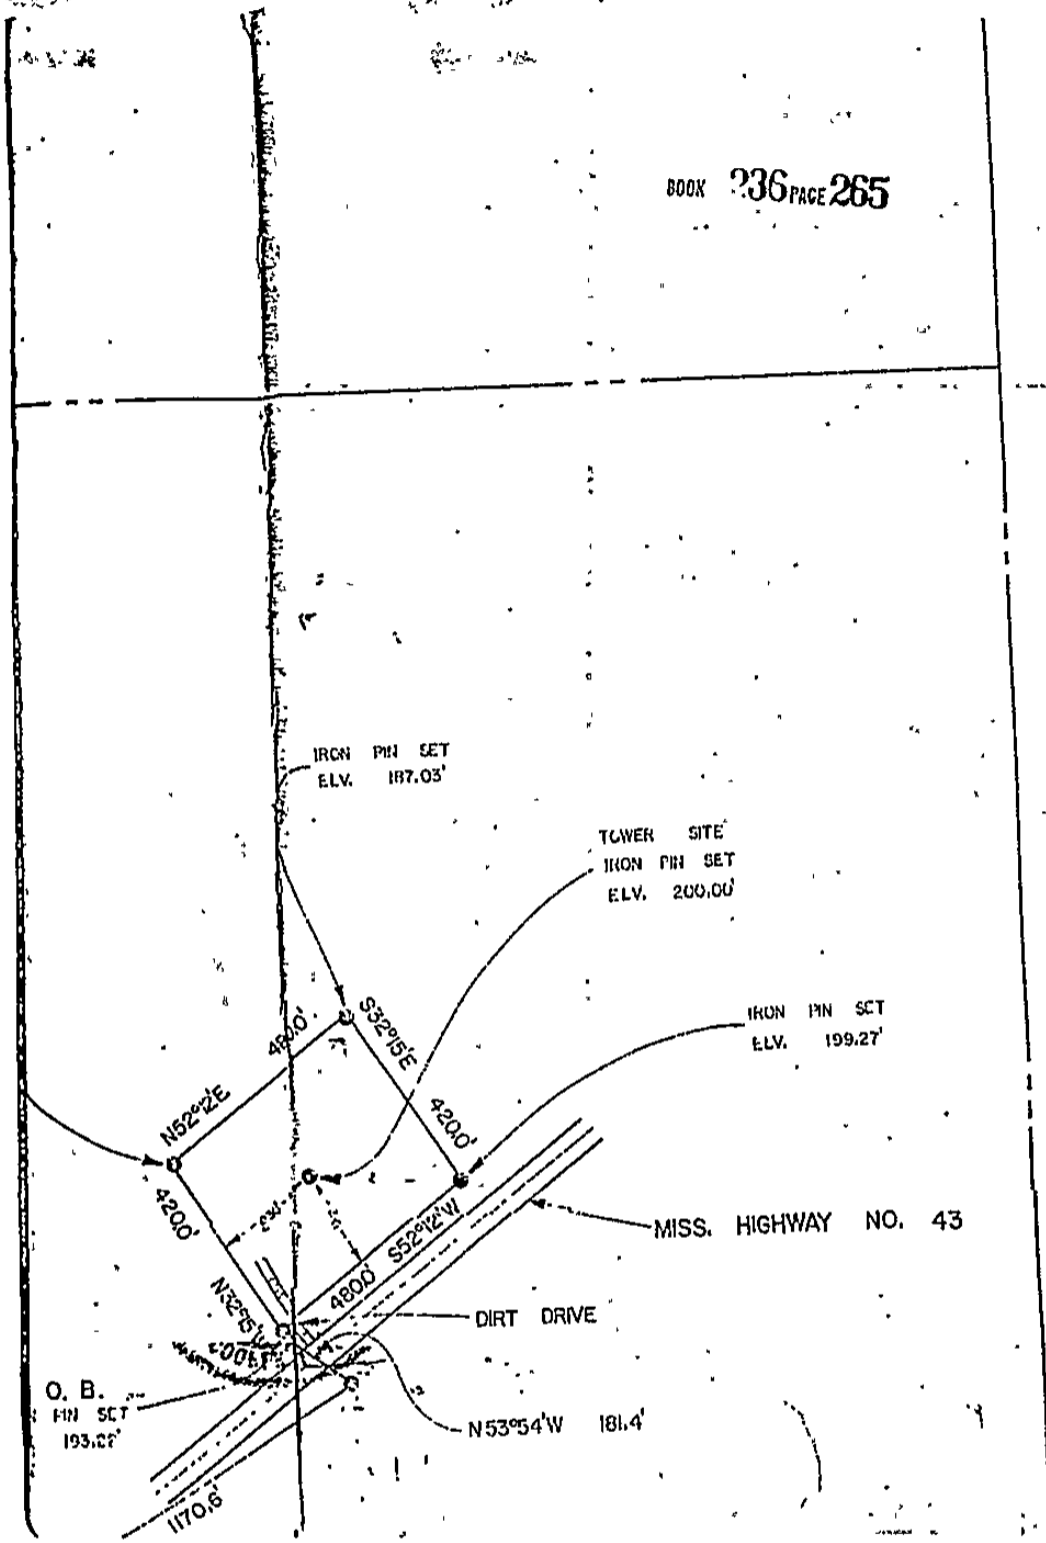 BOOK 236 PAGE 265
IRON PIN SET
ELV. 187.03'
TOWER SITE
IRON PIN SET
ELV. 200.00'
IRON PIN SET
ELV. 199.27'
S32°15'E
420.0'
480.0'
N52°12'E
420.0'
N32°15'W
S52°12'W
480.0'
MISS. HIGHWAY NO. 43
DIRT DRIVE
O. B.
PIN SET
N53°54'W 181.4'
1170.6'